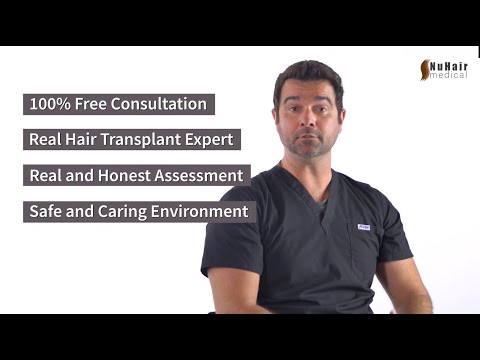 NuHair
medical
100% Free Consultation
Real Hair Transplant Expert
Real and Honest Assessment
Safe and Caring Environment